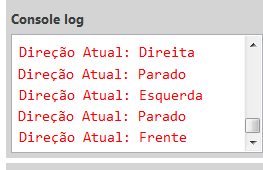 Console log
Direção Atual: Direita
Direção Atual: Parado
Direção Atual: Esquerda
Direção Atual: Parado
Direção Atual: Frente